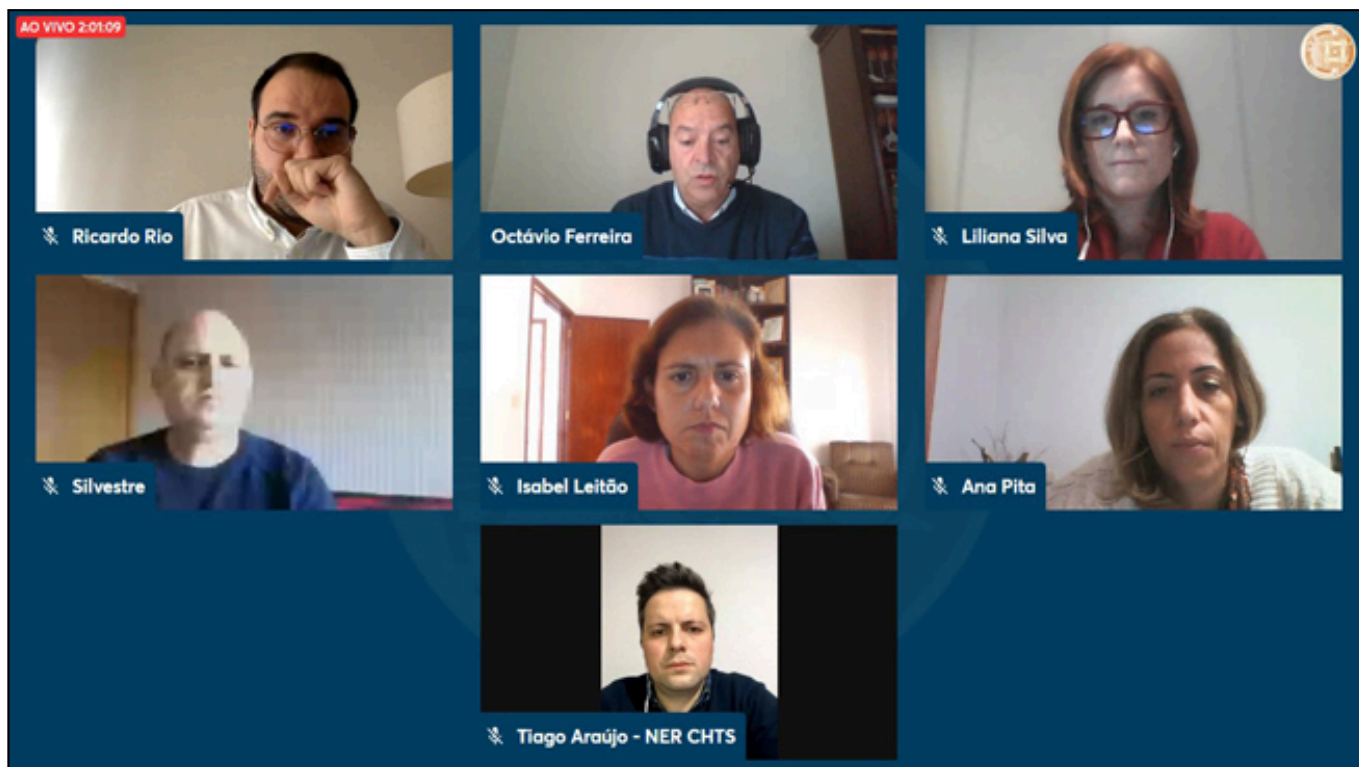 AO VIVO 2:01:09
Ricardo Rio
Octávio Ferreira
Liliana Silva
Silvestre
Isabel Leitão
Ana Pita
Tiago Araújo - NER CHTS